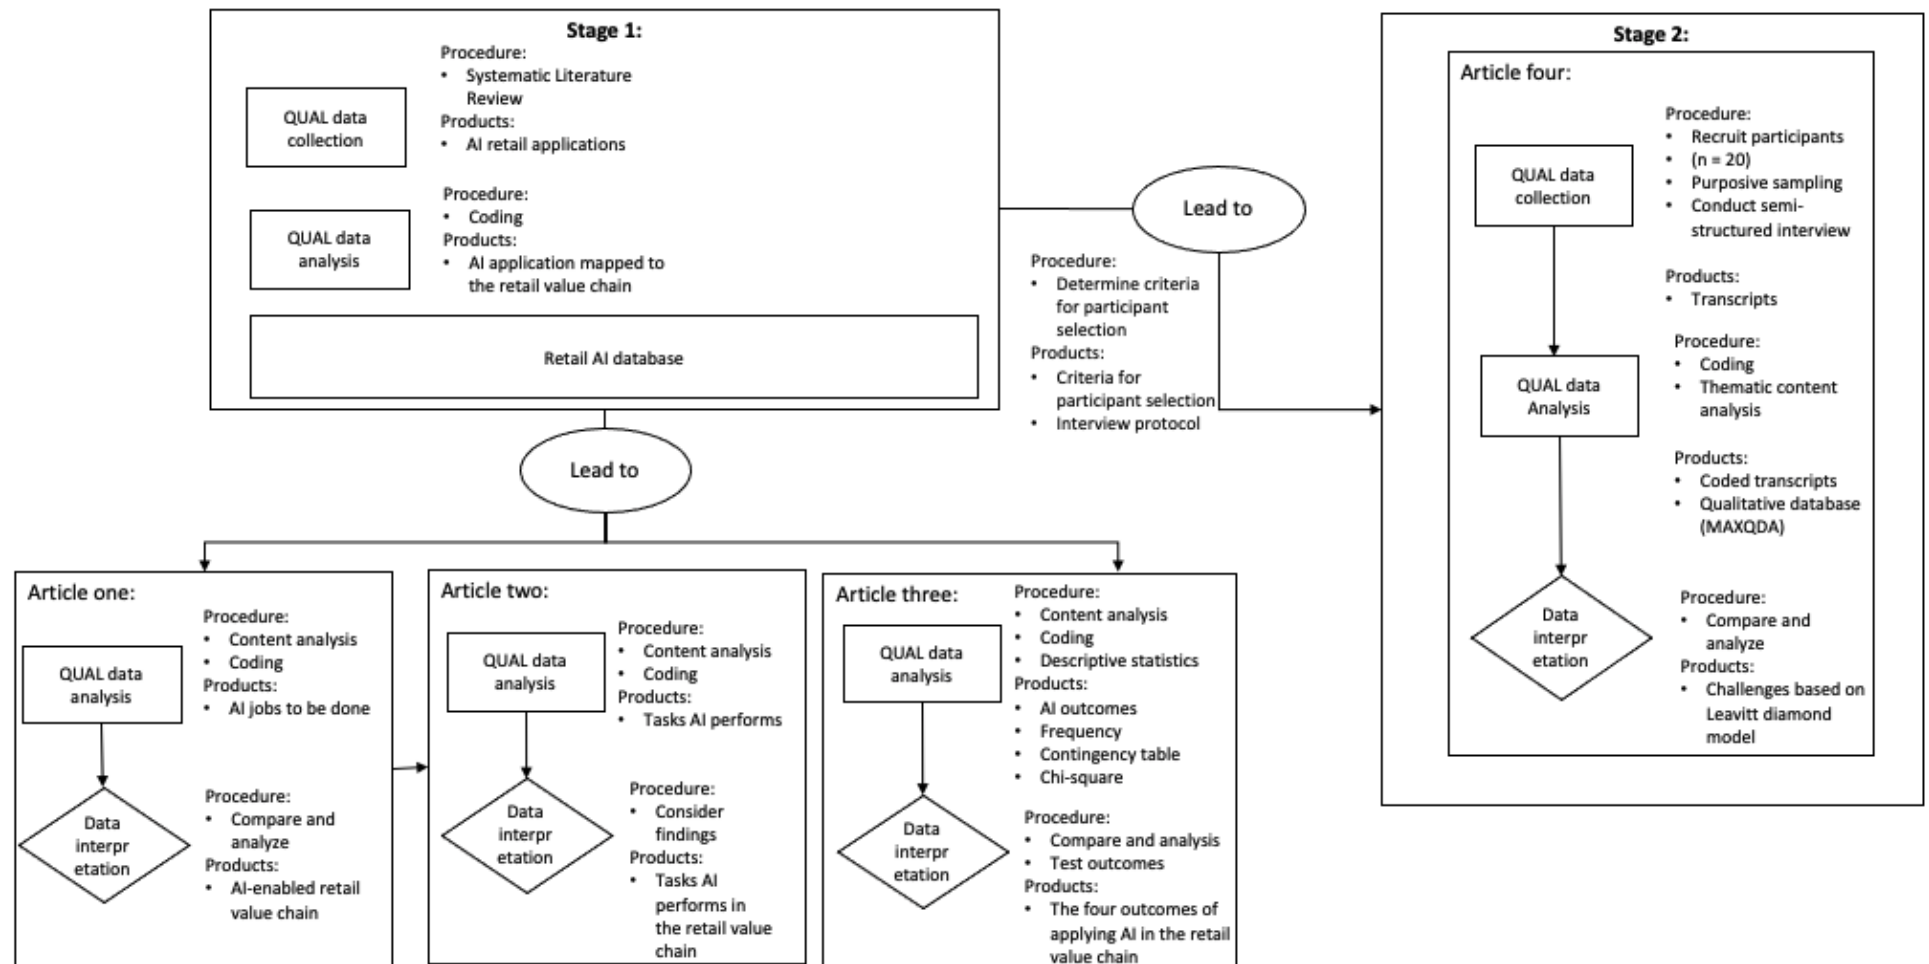 Stage 1:
Procedure:
• Systematic Literature
Review
Products:
• AI retail applications
QUAL data
collection
Procedure:
• Coding
Products:
• AI application mapped to
the retail value chain
QUAL data
analysis
Retail AI database
Lead to
Procedure:
• Determine criteria
for participant
selection
Products:
• Criteria for
participant selection
• Interview protocol
Lead to
Stage 2:
Article four:
QUAL data
collection
Procedure:
• Recruit participants
• (n = 20)
• Purposive sampling
• Conduct semi-
structured interview
Products:
• Transcripts
QUAL data
Analysis
Procedure:
• Coding
• Thematic content
analysis
Products:
• Coded transcripts
• Qualitative database
(MAXQDA)
Data
interpr
etation
Procedure:
• Compare and
analyze
Products:
• Challenges based on
Leavitt diamond
model
Article one:
QUAL data
analysis
Procedure:
• Content analysis
• Coding
Products:
• AI jobs to be done
Data
interpr
etation
Procedure:
• Compare and
analyze
Products:
• AI-enabled retail
value chain
Article two:
QUAL data
analysis
Procedure:
• Content analysis
• Coding
Products:
• Tasks AI performs
Data
interpr
etation
Procedure:
• Consider
findings
Products:
• Tasks AI
performs in
the retail value
chain
Article three:
QUAL data
analysis
Procedure:
• Content analysis
• Coding
• Descriptive statistics
Products:
• AI outcomes
• Frequency
• Contingency table
• Chi-square
Data
interpr
etation
Procedure:
• Compare and analysis
• Test outcomes
Products:
• The four outcomes of
applying AI in the retail
value chain